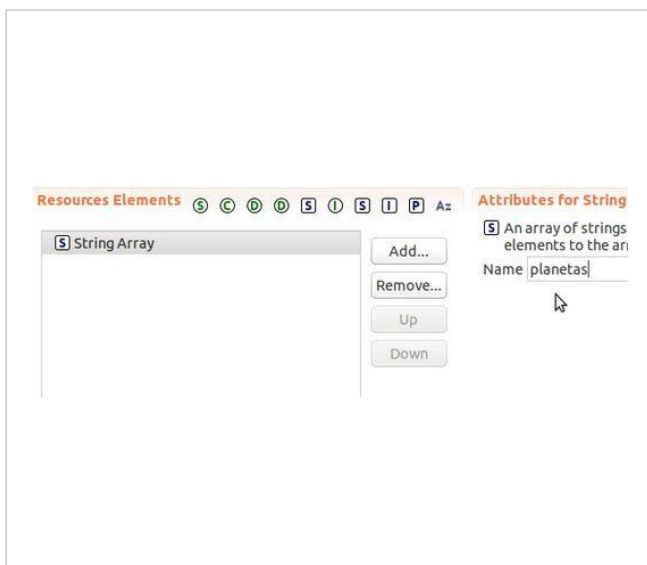 Resources Elements S C D D S I S I P Az
S String Array
Add...
Remove...
Up
Down
Attributes for String
S An array of strings
elements to the
Name planetas